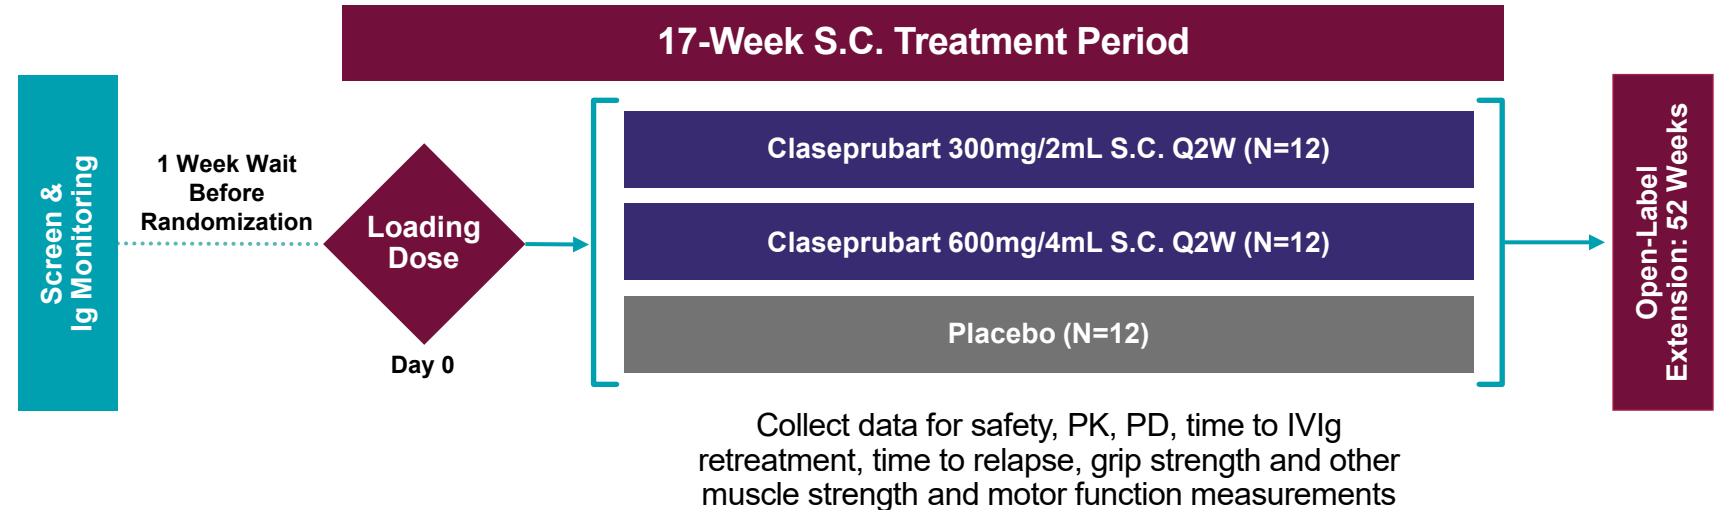 17-Week S.C. Treatment Period
Screen &
Ig Monitoring
1 Week Wait
Before
Randomization
Loading
Dose
Day 0
Claseprubart 300mg/2mL S.C. Q2W (N=12)
Claseprubart 600mg/4mL S.C. Q2W (N=12)
Placebo (N=12)
Open-Label
Extension: 52 Weeks
Collect data for safety, PK, PD, time to IVIg
retreatment, time to relapse, grip strength and other
muscle strength and motor function measurements